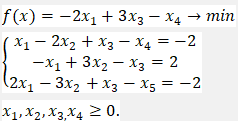 f(x) = −2x₁ + 3x₃ − x₄ → min
x₁ − 2x₂ + x₃ − x₄ = −2
−x₁ + 3x₂ − x₃ = 2
2x₁ − 3x₂ + x₃ − x₅ = −2
x₁, x₂, x₃, x₄ ≥ 0.